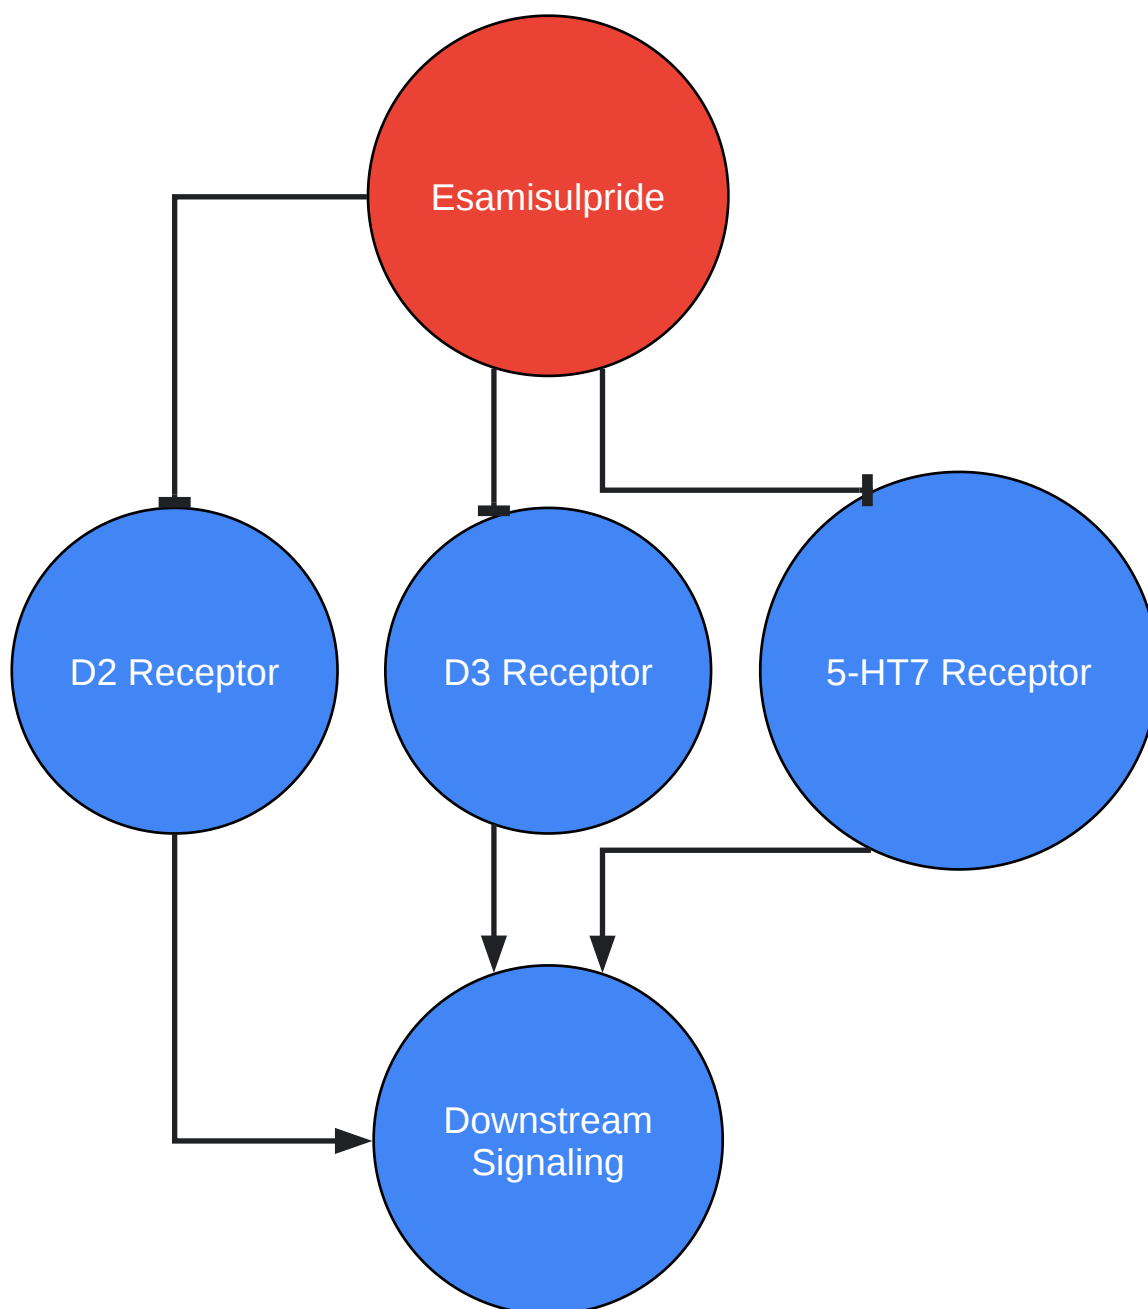 Esamisulpride
D2 Receptor
D3 Receptor
5-HT7 Receptor
Downstream
Signaling